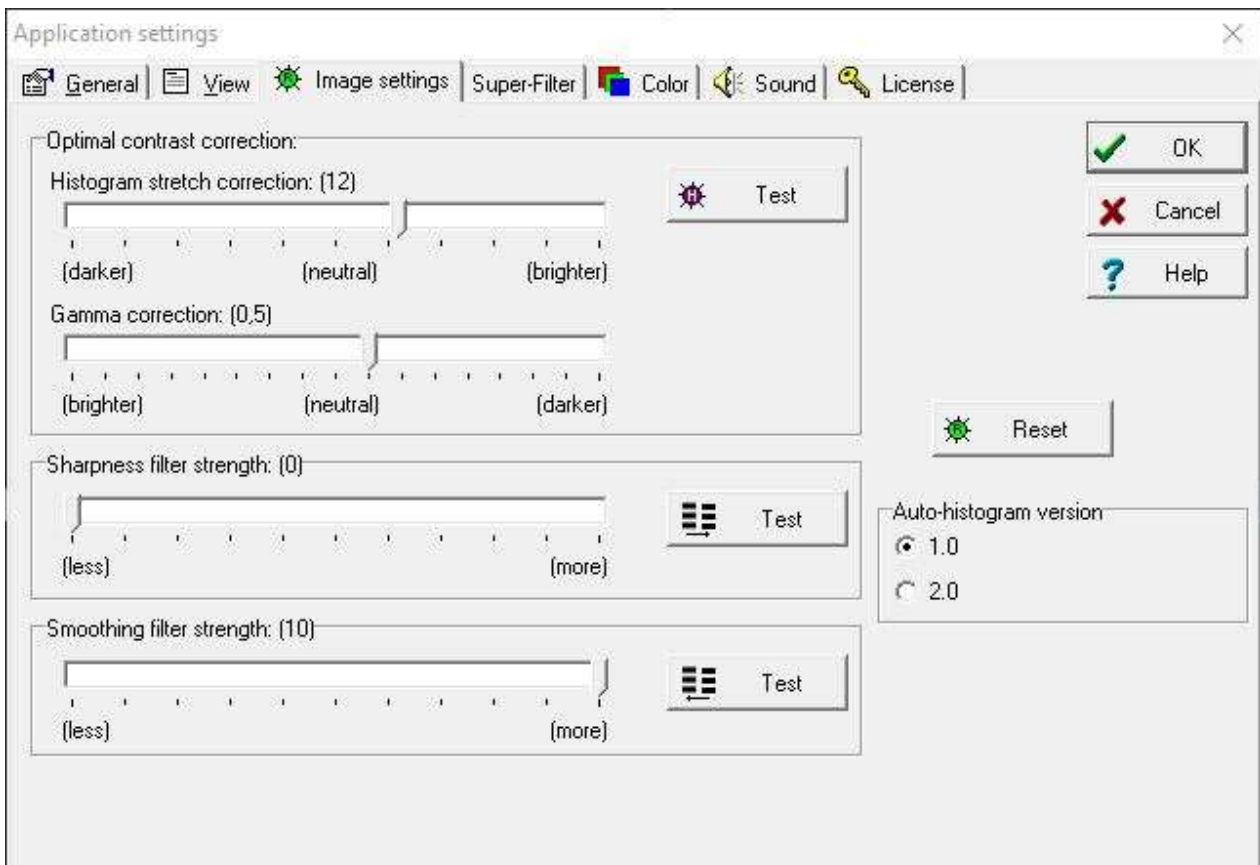 Application settings
General View Image settings Super-Filter Color Sound License
Optimal contrast correction:
Histogram stretch correction: (12)
Test
(darker) (neutral) (brighter)
Gamma correction: (0,5)
(brighter) (neutral) (darker)
Sharpness filter strength: (0)
Test
(less) (more)
Smoothing filter strength: (10)
Test
(less) (more)
OK
Cancel
Help
Reset
Auto-histogram version
1.0
2.0